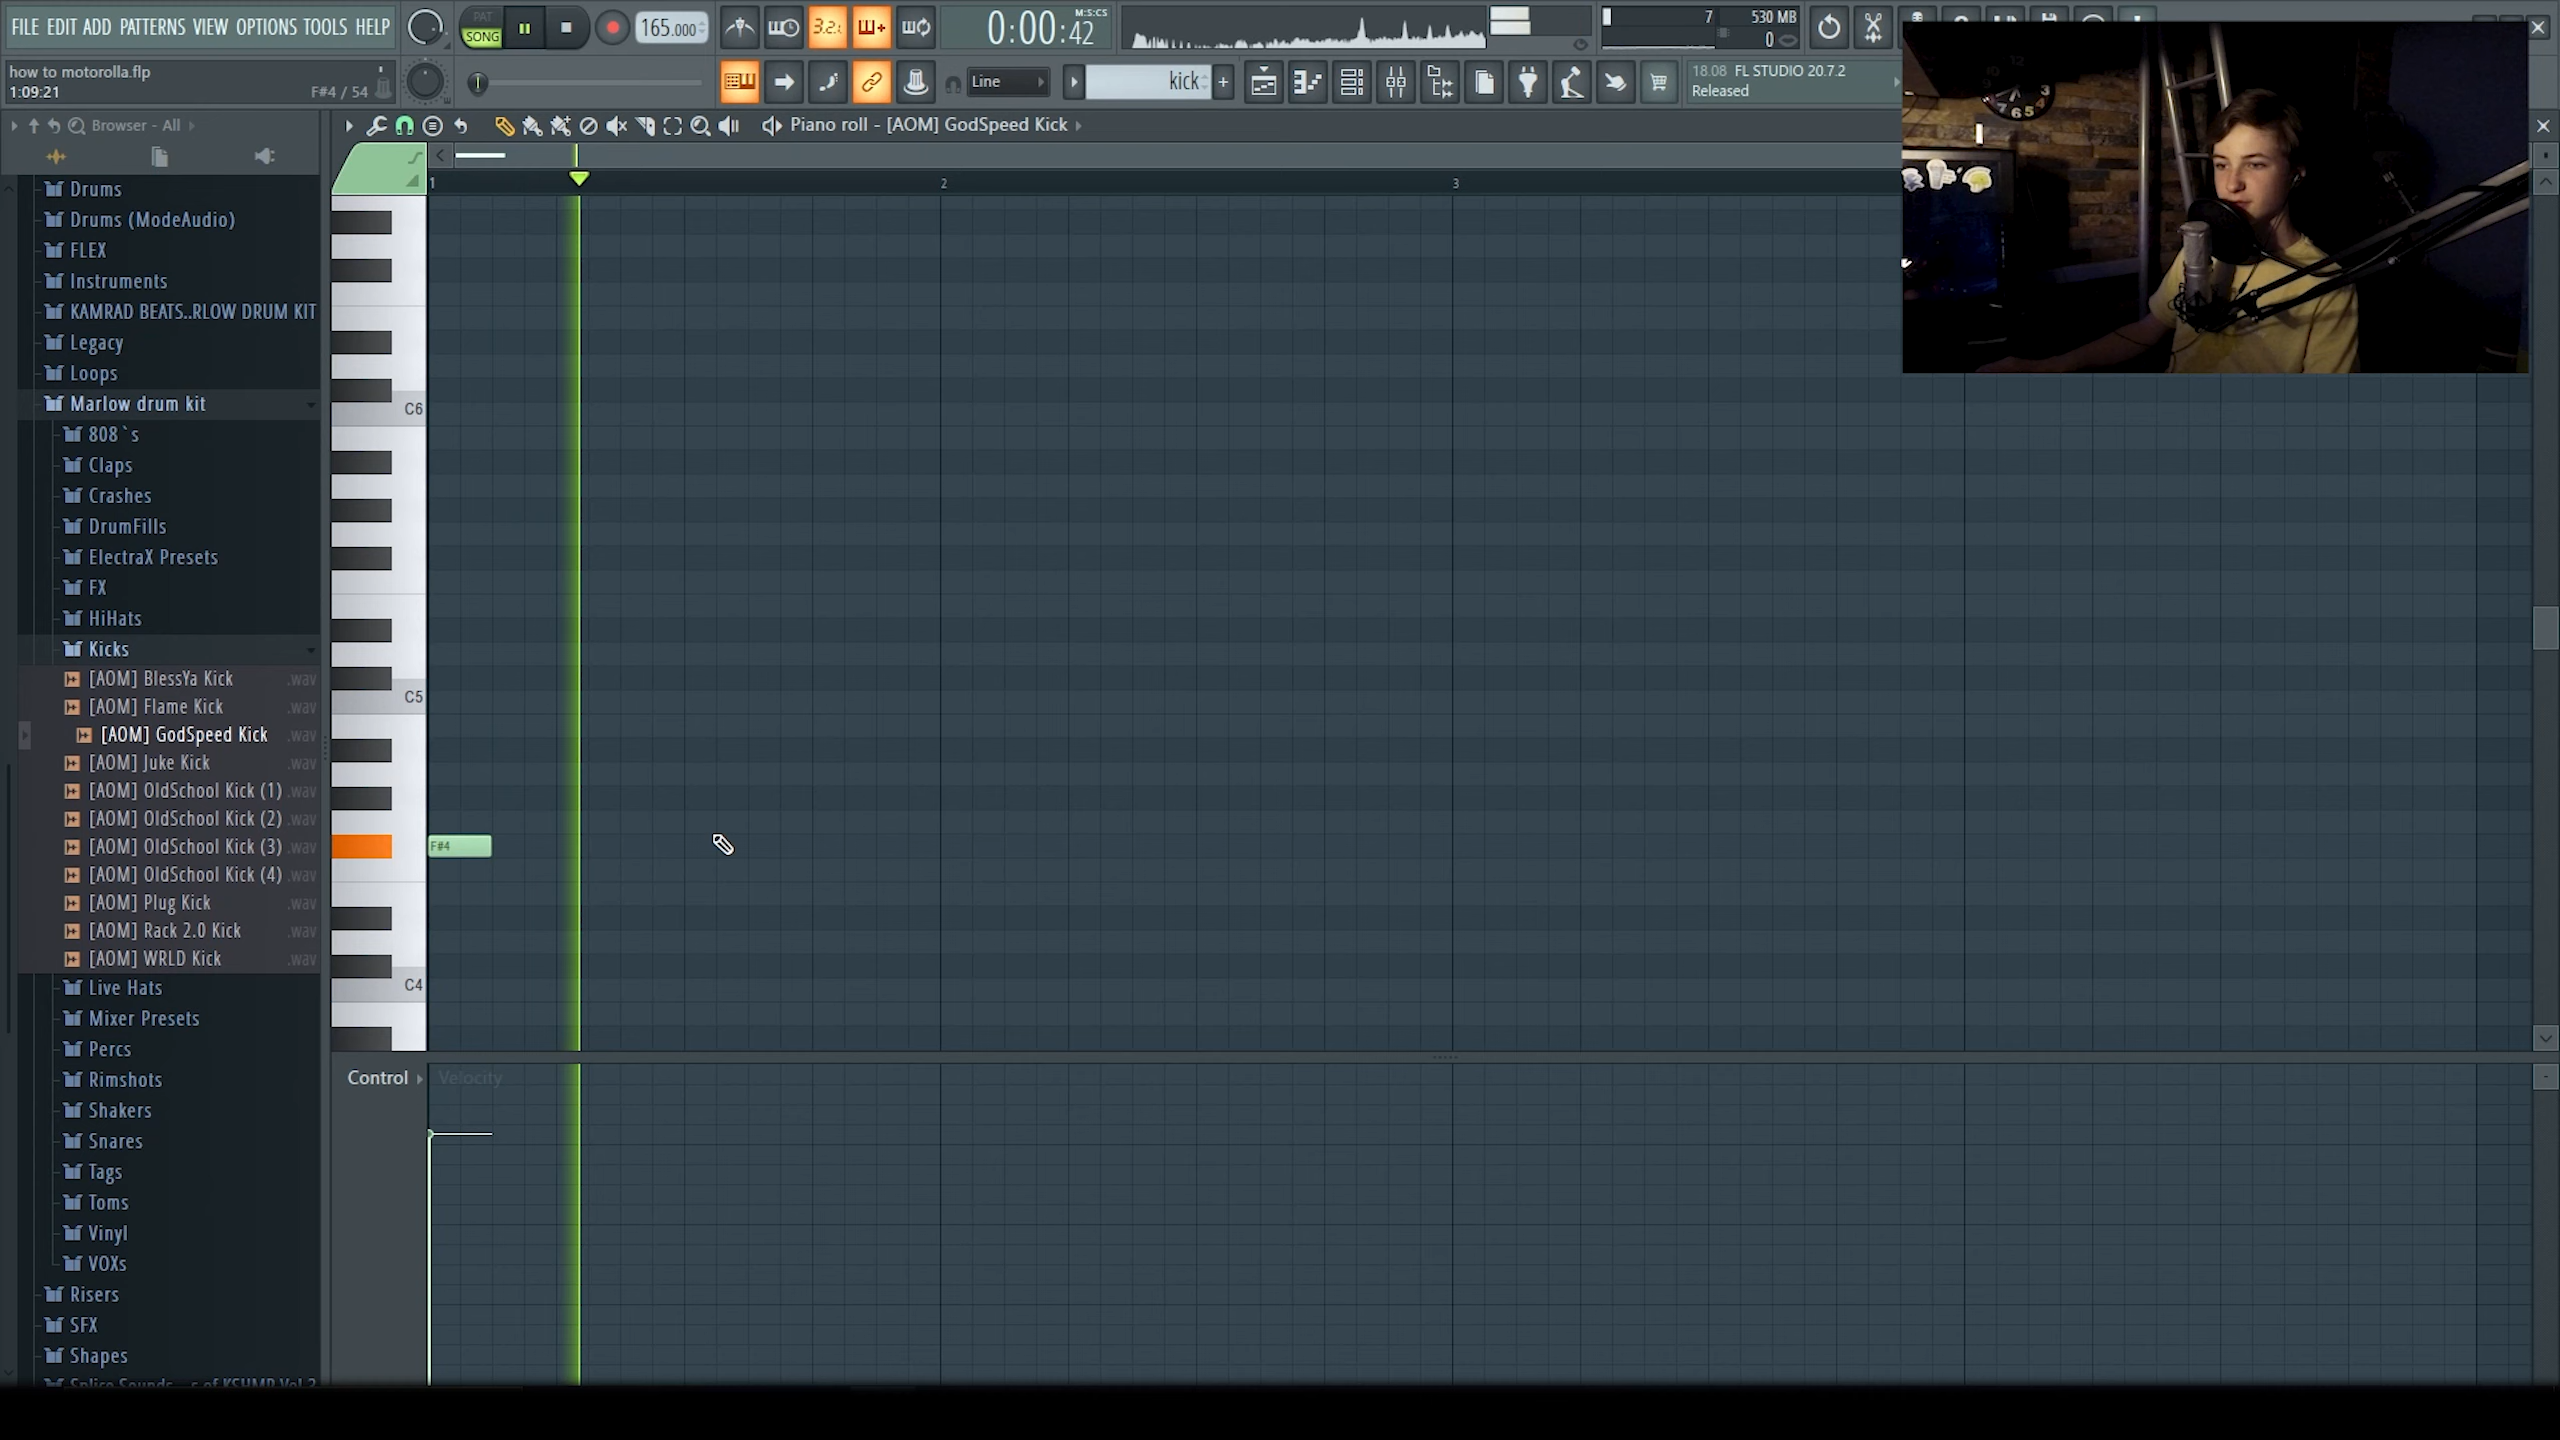 FILE EDIT ADD PATTERNS VIEW OPTIONS TOOLS HELP
PAT
SONG
165.000
3.2.
0:00:42
M:S:CS
7
530 MB
0
how to motorolla.flp
1:09:21
F#4 / 54
Line
kick
18.08 FL STUDIO 20.7.2
Released
Browser - All
Piano roll - [AOM] GodSpeed Kick
1
2
3
Drums
Drums (ModeAudio)
FLEX
Instruments
KAMRAD BEATS..RLOW DRUM KIT
Legacy
Loops
Marlow drum kit
808`s
Claps
Crashes
DrumFills
ElectraX Presets
FX
HiHats
Kicks
[AOM] BlessYa Kick .wav
[AOM] Flame Kick .wav
[AOM] GodSpeed Kick .wav
[AOM] Juke Kick .wav
[AOM] OldSchool Kick (1) .wav
[AOM] OldSchool Kick (2) .wav
[AOM] OldSchool Kick (3) .wav
[AOM] OldSchool Kick (4) .wav
[AOM] Plug Kick .wav
[AOM] Rack 2.0 Kick .wav
[AOM] WRLD Kick .wav
Live Hats
Mixer Presets
Percs
Rimshots
Shakers
Snares
Tags
Toms
Vinyl
VOXs
Risers
SFX
Shapes
C6
C5
F#4
C4
Control
Velocity